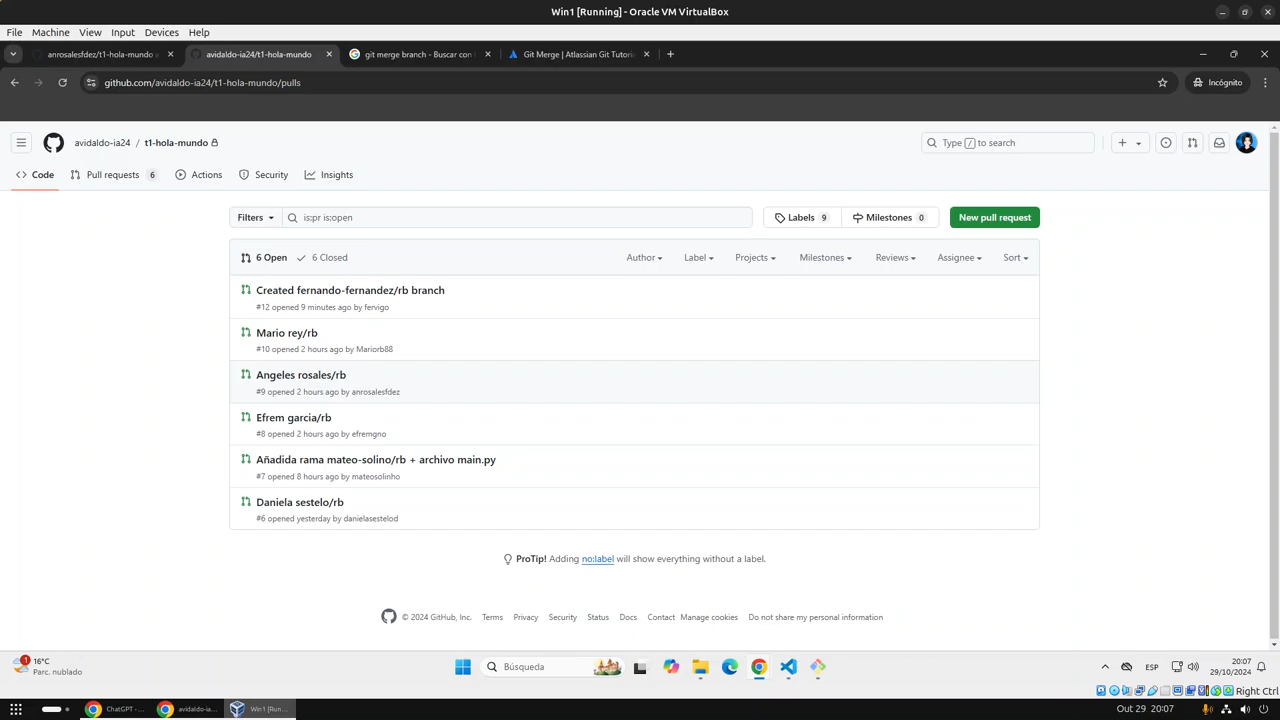 Win1 [Running] - Oracle VM VirtualBox
File Machine View Input Devices Help
anrosalesfdez/t1-hola-mundo avidaldo-ia24/t1-hola-mundo git merge branch - Buscar con Git Merge | Atlassian Git Tutori
github.com/avidaldo-ia24/t1-hola-mundo/pulls Incógnito
avidaldo-ia24 / t1-hola-mundo Type / to search
Code Pull requests 6 Actions Security Insights
Filters is:pr is:open Labels 9 Milestones 0 New pull request
6 Open 6 Closed Author Label Projects Milestones Reviews Assignee Sort
Created fernando-fernandez/rb branch
#12 opened 9 minutes ago by fervigo
Mario rey/rb
#10 opened 2 hours ago by Mariorb88
Angeles rosales/rb
#9 opened 2 hours ago by anrosalesfdez
Efrem garcia/rb
#8 opened 2 hours ago by efremgno
Añadida rama mateo-solino/rb + archivo main.py
#7 opened 8 hours ago by mateosolinho
Daniela sestelo/rb
#6 opened yesterday by danielasestelod
ProTip! Adding no:label will show everything without a label.
© 2024 GitHub, Inc. Terms Privacy Security Status Docs Contact Manage cookies Do not share my personal information
1 16°C Búsqueda ESP 20:07
Parc. nublado 29/10/2024
Right Ctrl
ChatGPT - ... avidaldo-ia... Win1 [Run... Out 29 20:07